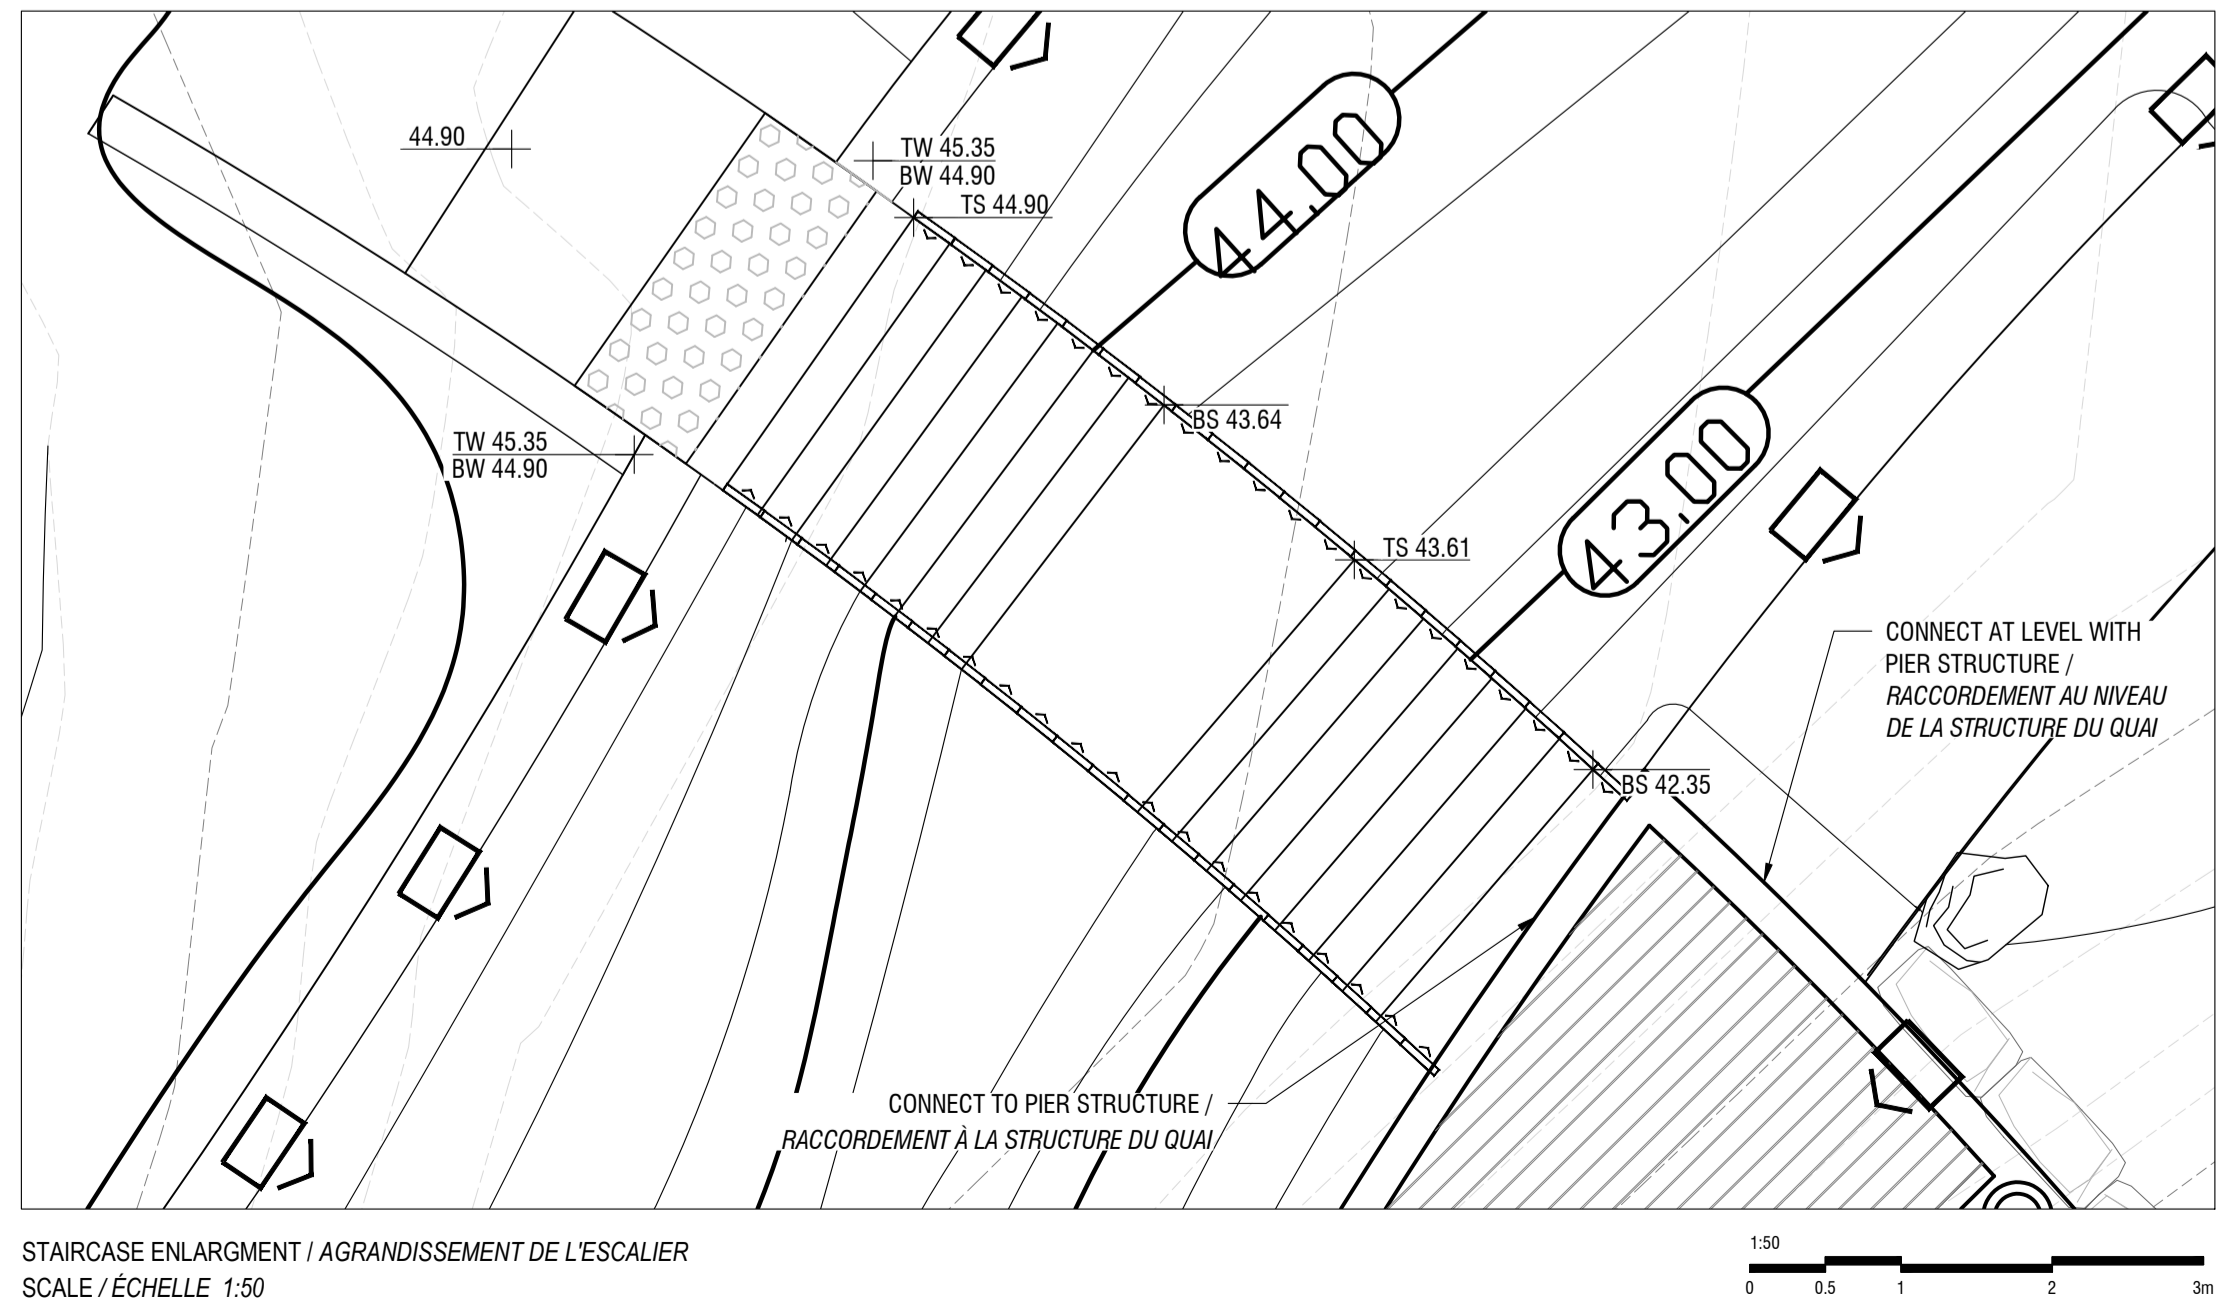 44.90
TW 45.35
BW 44.90
TS 44.90
44.00
BS 43.64
TW 45.35
BW 44.90
TS 43.61
43.00
BS 42.35
CONNECT AT LEVEL WITH
PIER STRUCTURE /
RACCORDEMENT AU NIVEAU
DE LA STRUCTURE DU QUAI
CONNECT TO PIER STRUCTURE /
RACCORDEMENT À LA STRUCTURE DU QUAI
STAIRCASE ENLARGMENT / AGRANDISSEMENT DE L'ESCALIER
SCALE / ÉCHELLE 1:50
1:50
0 0.5 1 2 3m